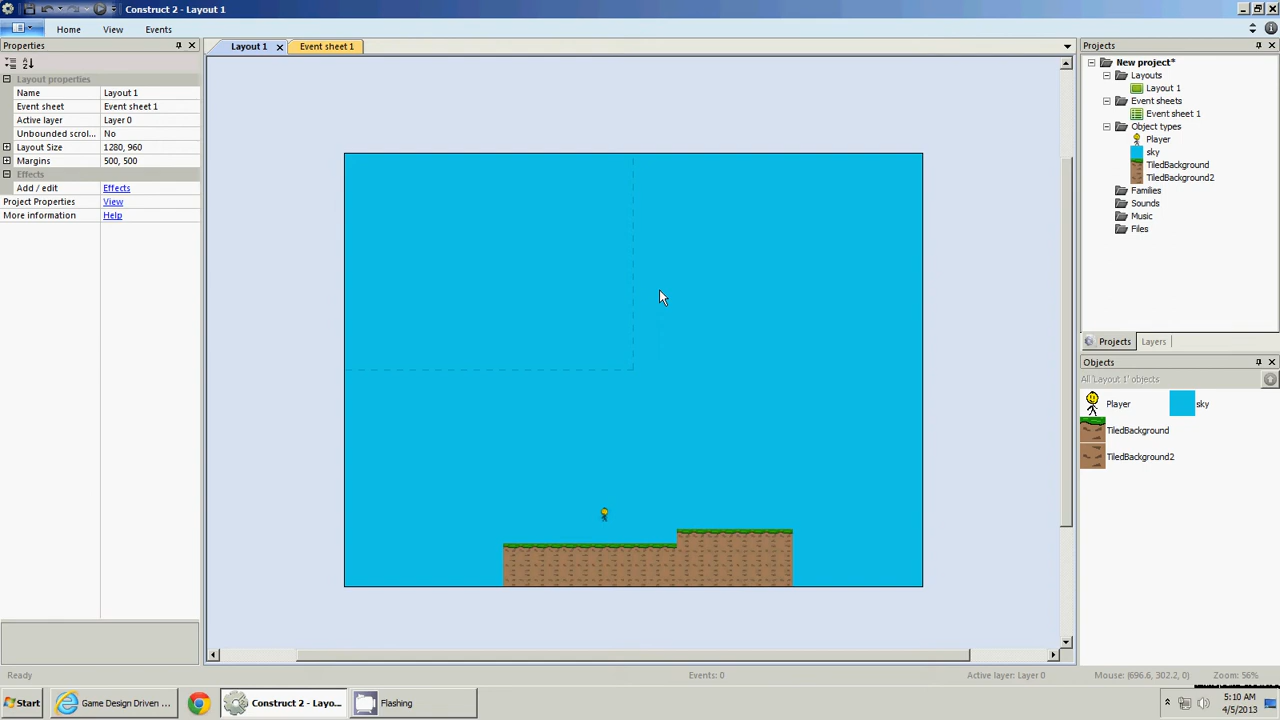 Construct 2 - Layout 1
Home View Events
Properties
Layout 1 Event sheet 1
Projects
Layout properties
Name Layout 1
Event sheet Event sheet 1
Active layer Layer 0
Unbounded scrol... No
Layout Size 1280, 960
Margins 500, 500
Effects
Add / edit Effects
Project Properties View
More information Help
New project*
Layouts
Layout 1
Event sheets
Event sheet 1
Object types
Player
sky
TiledBackground
TiledBackground2
Families
Sounds
Music
Files
Projects Layers
Objects
All 'Layout 1' objects
Player sky
TiledBackground
TiledBackground2
Ready Events: 0 Active layer: Layer 0 Mouse: (696.6, 302.2, 0) Zoom: 56%
Start Game Design Driven ... Construct 2 - Layo... Flashing
5:10 AM
4/5/2013